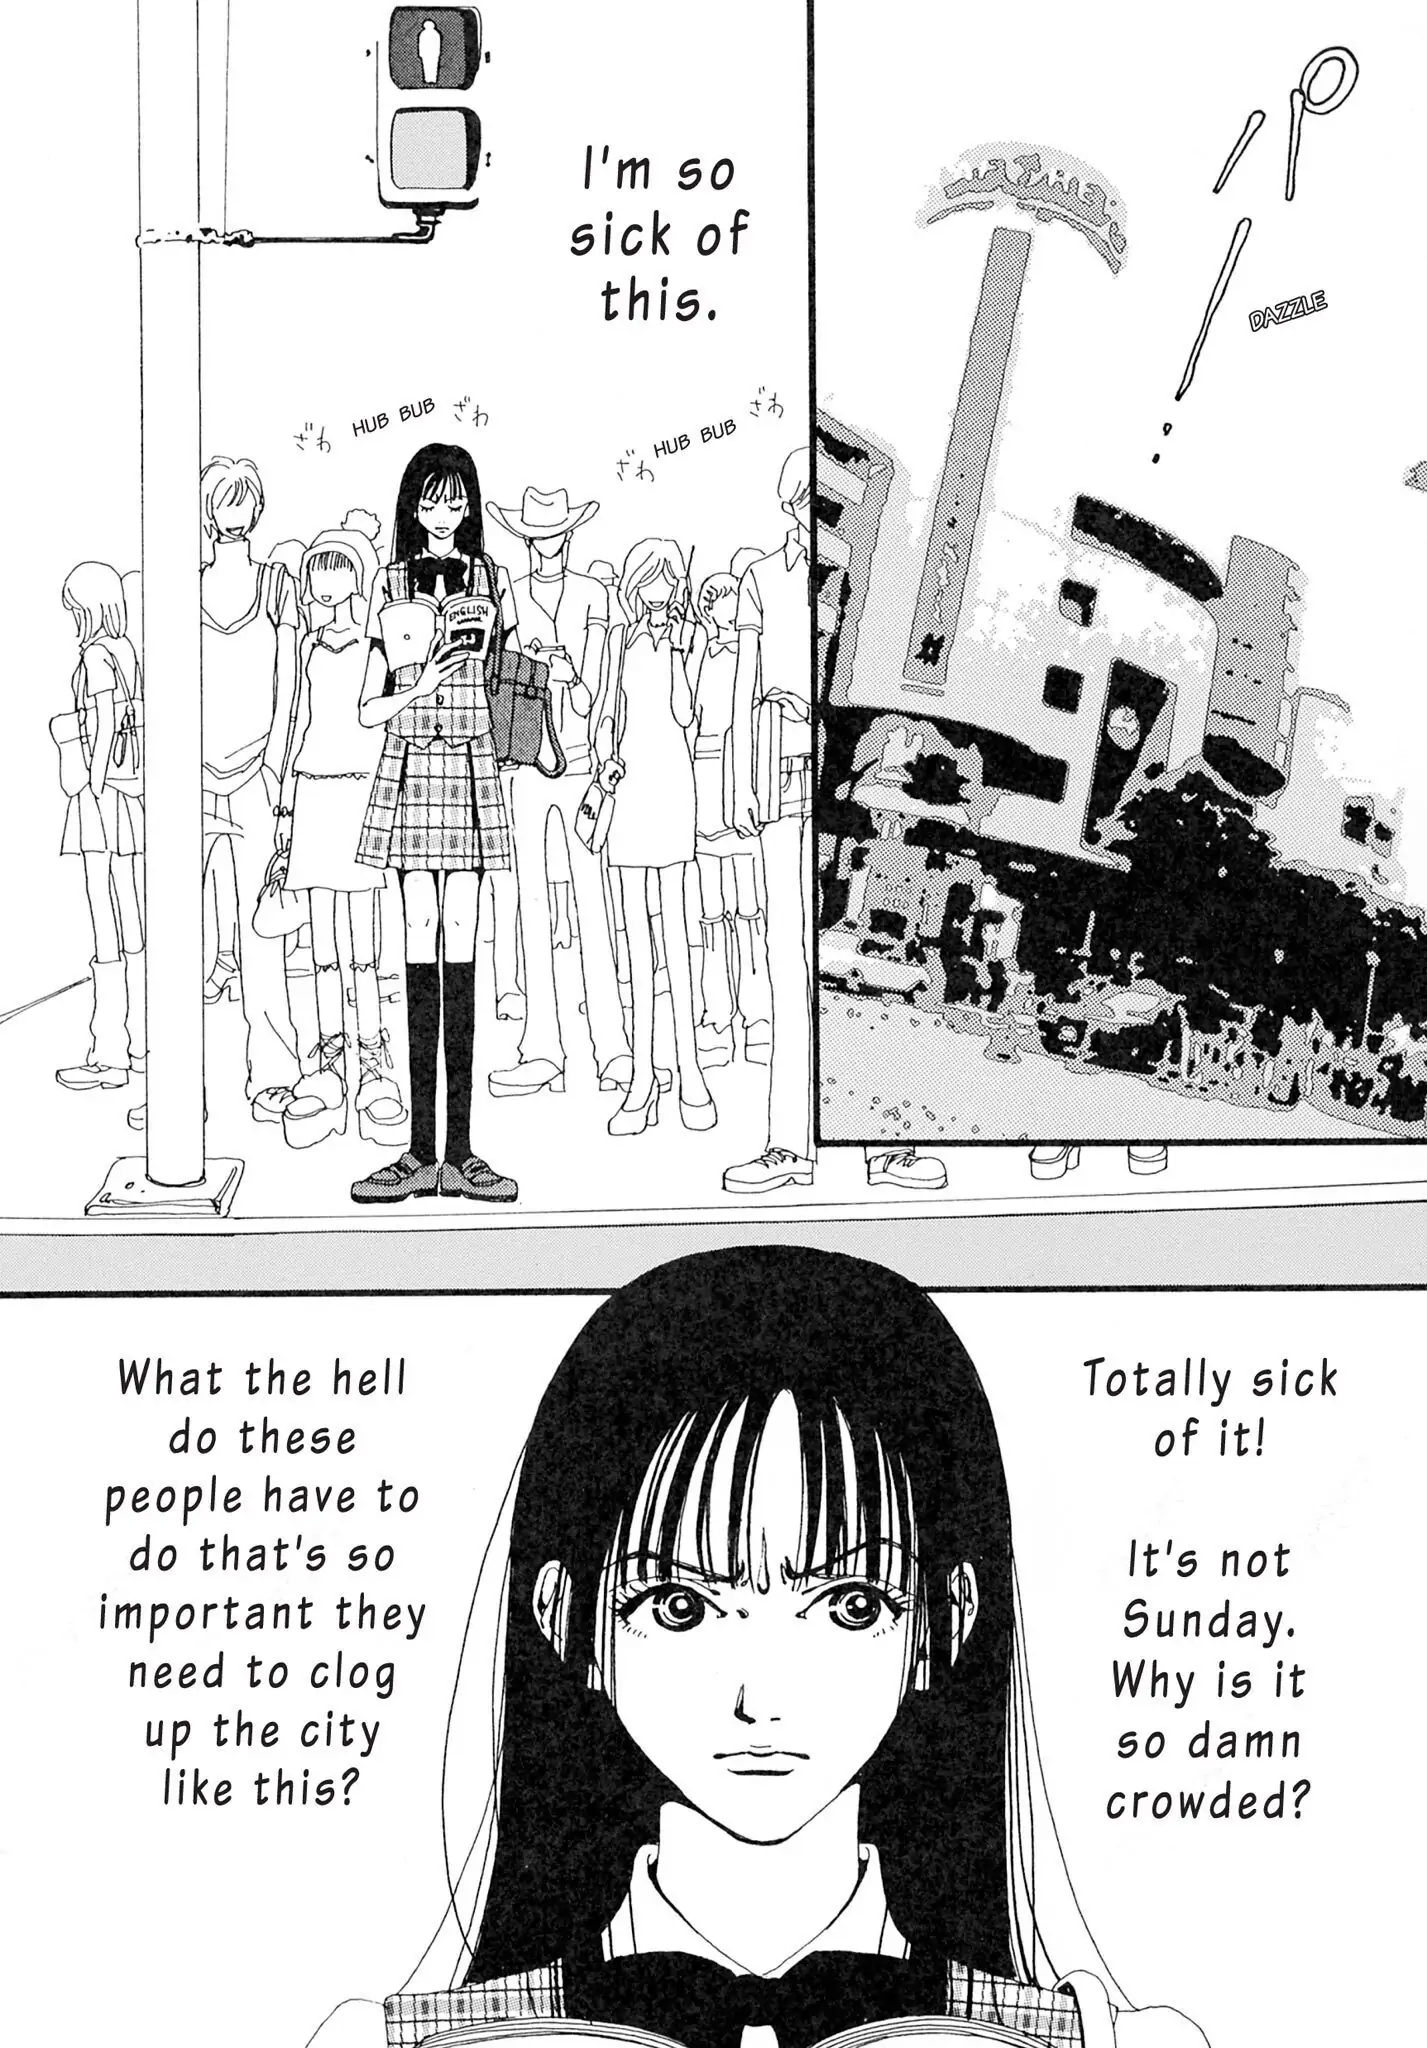 DAZZLE
I'm so
sick of
this.
ざわ
HUB BUB
ざわ
HUB BUB
ざわ
ざわ
ENGLISH
Totally sick
of it!
It's not
Sunday.
Why is it
so damn
crowded?
What the hell
do these
people have to
do that's so
important they
need to clog
up the city
like this?